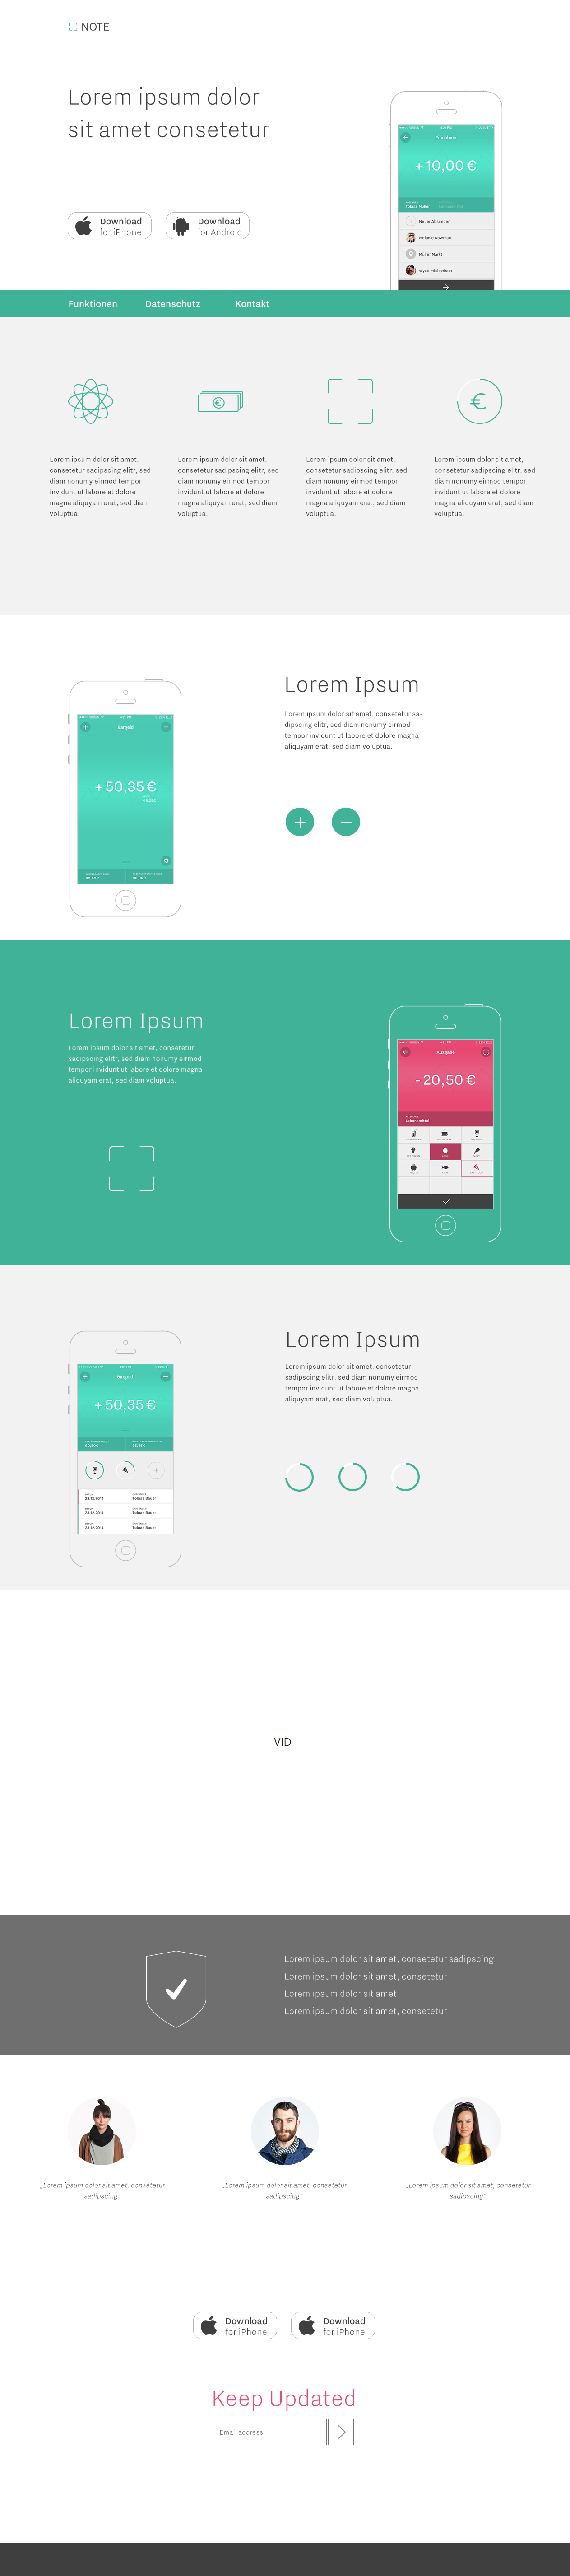 NOTE
Lorem ipsum dolor
sit amet consetetur
Download
for iPhone
Download
for Android
Einnahme
+10,00 €
Tobias Müller
Neuer Absender
Melanie Dowman
Müller Markt
Wyatt Michaelsen
Funktionen
Datenschutz
Kontakt
Lorem ipsum dolor sit amet,
consetetur sadipscing elitr, sed
diam nonumy eirmod tempor
invidunt ut labore et dolore
magna aliquyam erat, sed diam
voluptua.
Lorem ipsum dolor sit amet,
consetetur sadipscing elitr, sed
diam nonumy eirmod tempor
invidunt ut labore et dolore
magna aliquyam erat, sed diam
voluptua.
Lorem ipsum dolor sit amet,
consetetur sadipscing elitr, sed
diam nonumy eirmod tempor
invidunt ut labore et dolore
magna aliquyam erat, sed diam
voluptua.
Lorem ipsum dolor sit amet,
consetetur sadipscing elitr, sed
diam nonumy eirmod tempor
invidunt ut labore et dolore
magna aliquyam erat, sed diam
voluptua.
Bargeld
+50,35 €
Lorem Ipsum
Lorem ipsum dolor sit amet, consetetur sa-
dipscing elitr, sed diam nonumy eirmod
tempor invidunt ut labore et dolore magna
aliquyam erat, sed diam voluptua.
Lorem Ipsum
Lorem ipsum dolor sit amet, consetetur
sadipscing elitr, sed diam nonumy eirmod
tempor invidunt ut labore et dolore magna
aliquyam erat, sed diam voluptua.
Ausgabe
-20,50 €
Lebensmittel
Bargeld
+50,35 €
23.12.2014 Tobias Bauer
23.12.2014 Tobias Bauer
23.12.2014 Tobias Bauer
Lorem Ipsum
Lorem ipsum dolor sit amet, consetetur
sadipscing elitr, sed diam nonumy eirmod
tempor invidunt ut labore et dolore magna
aliquyam erat, sed diam voluptua.
VID
Lorem ipsum dolor sit amet, consetetur sadipscing
Lorem ipsum dolor sit amet, consetetur
Lorem ipsum dolor sit amet
Lorem ipsum dolor sit amet, consetetur
„Lorem ipsum dolor sit amet, consetetur
sadipscing“
„Lorem ipsum dolor sit amet, consetetur
sadipscing“
„Lorem ipsum dolor sit amet, consetetur
sadipscing“
Download
for iPhone
Download
for iPhone
Keep Updated
Email address